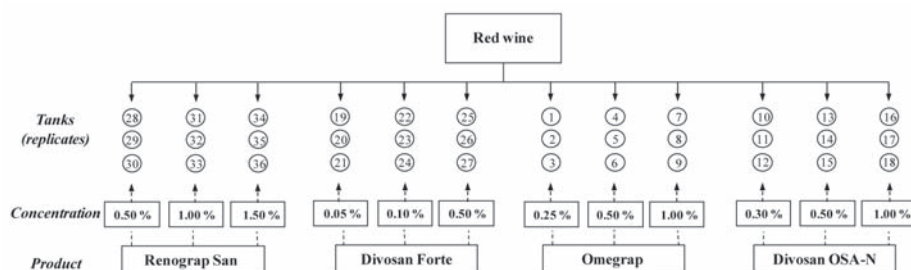 Red wine
Tanks 28 31 34 19 22 25 1 4 7 10 13 16
(replicates) 29 32 35 20 23 26 2 5 8 11 14 17
30 33 36 21 24 27 3 6 9 12 15 18
Concentration 0.50 % 1.00 % 1.50 % 0.05 % 0.10 % 0.50 % 0.25 % 0.50 % 1.00 % 0.30 % 0.50 % 1.00 %
Product Renograp San Divosan Forte Omegrap Divosan OSA-N